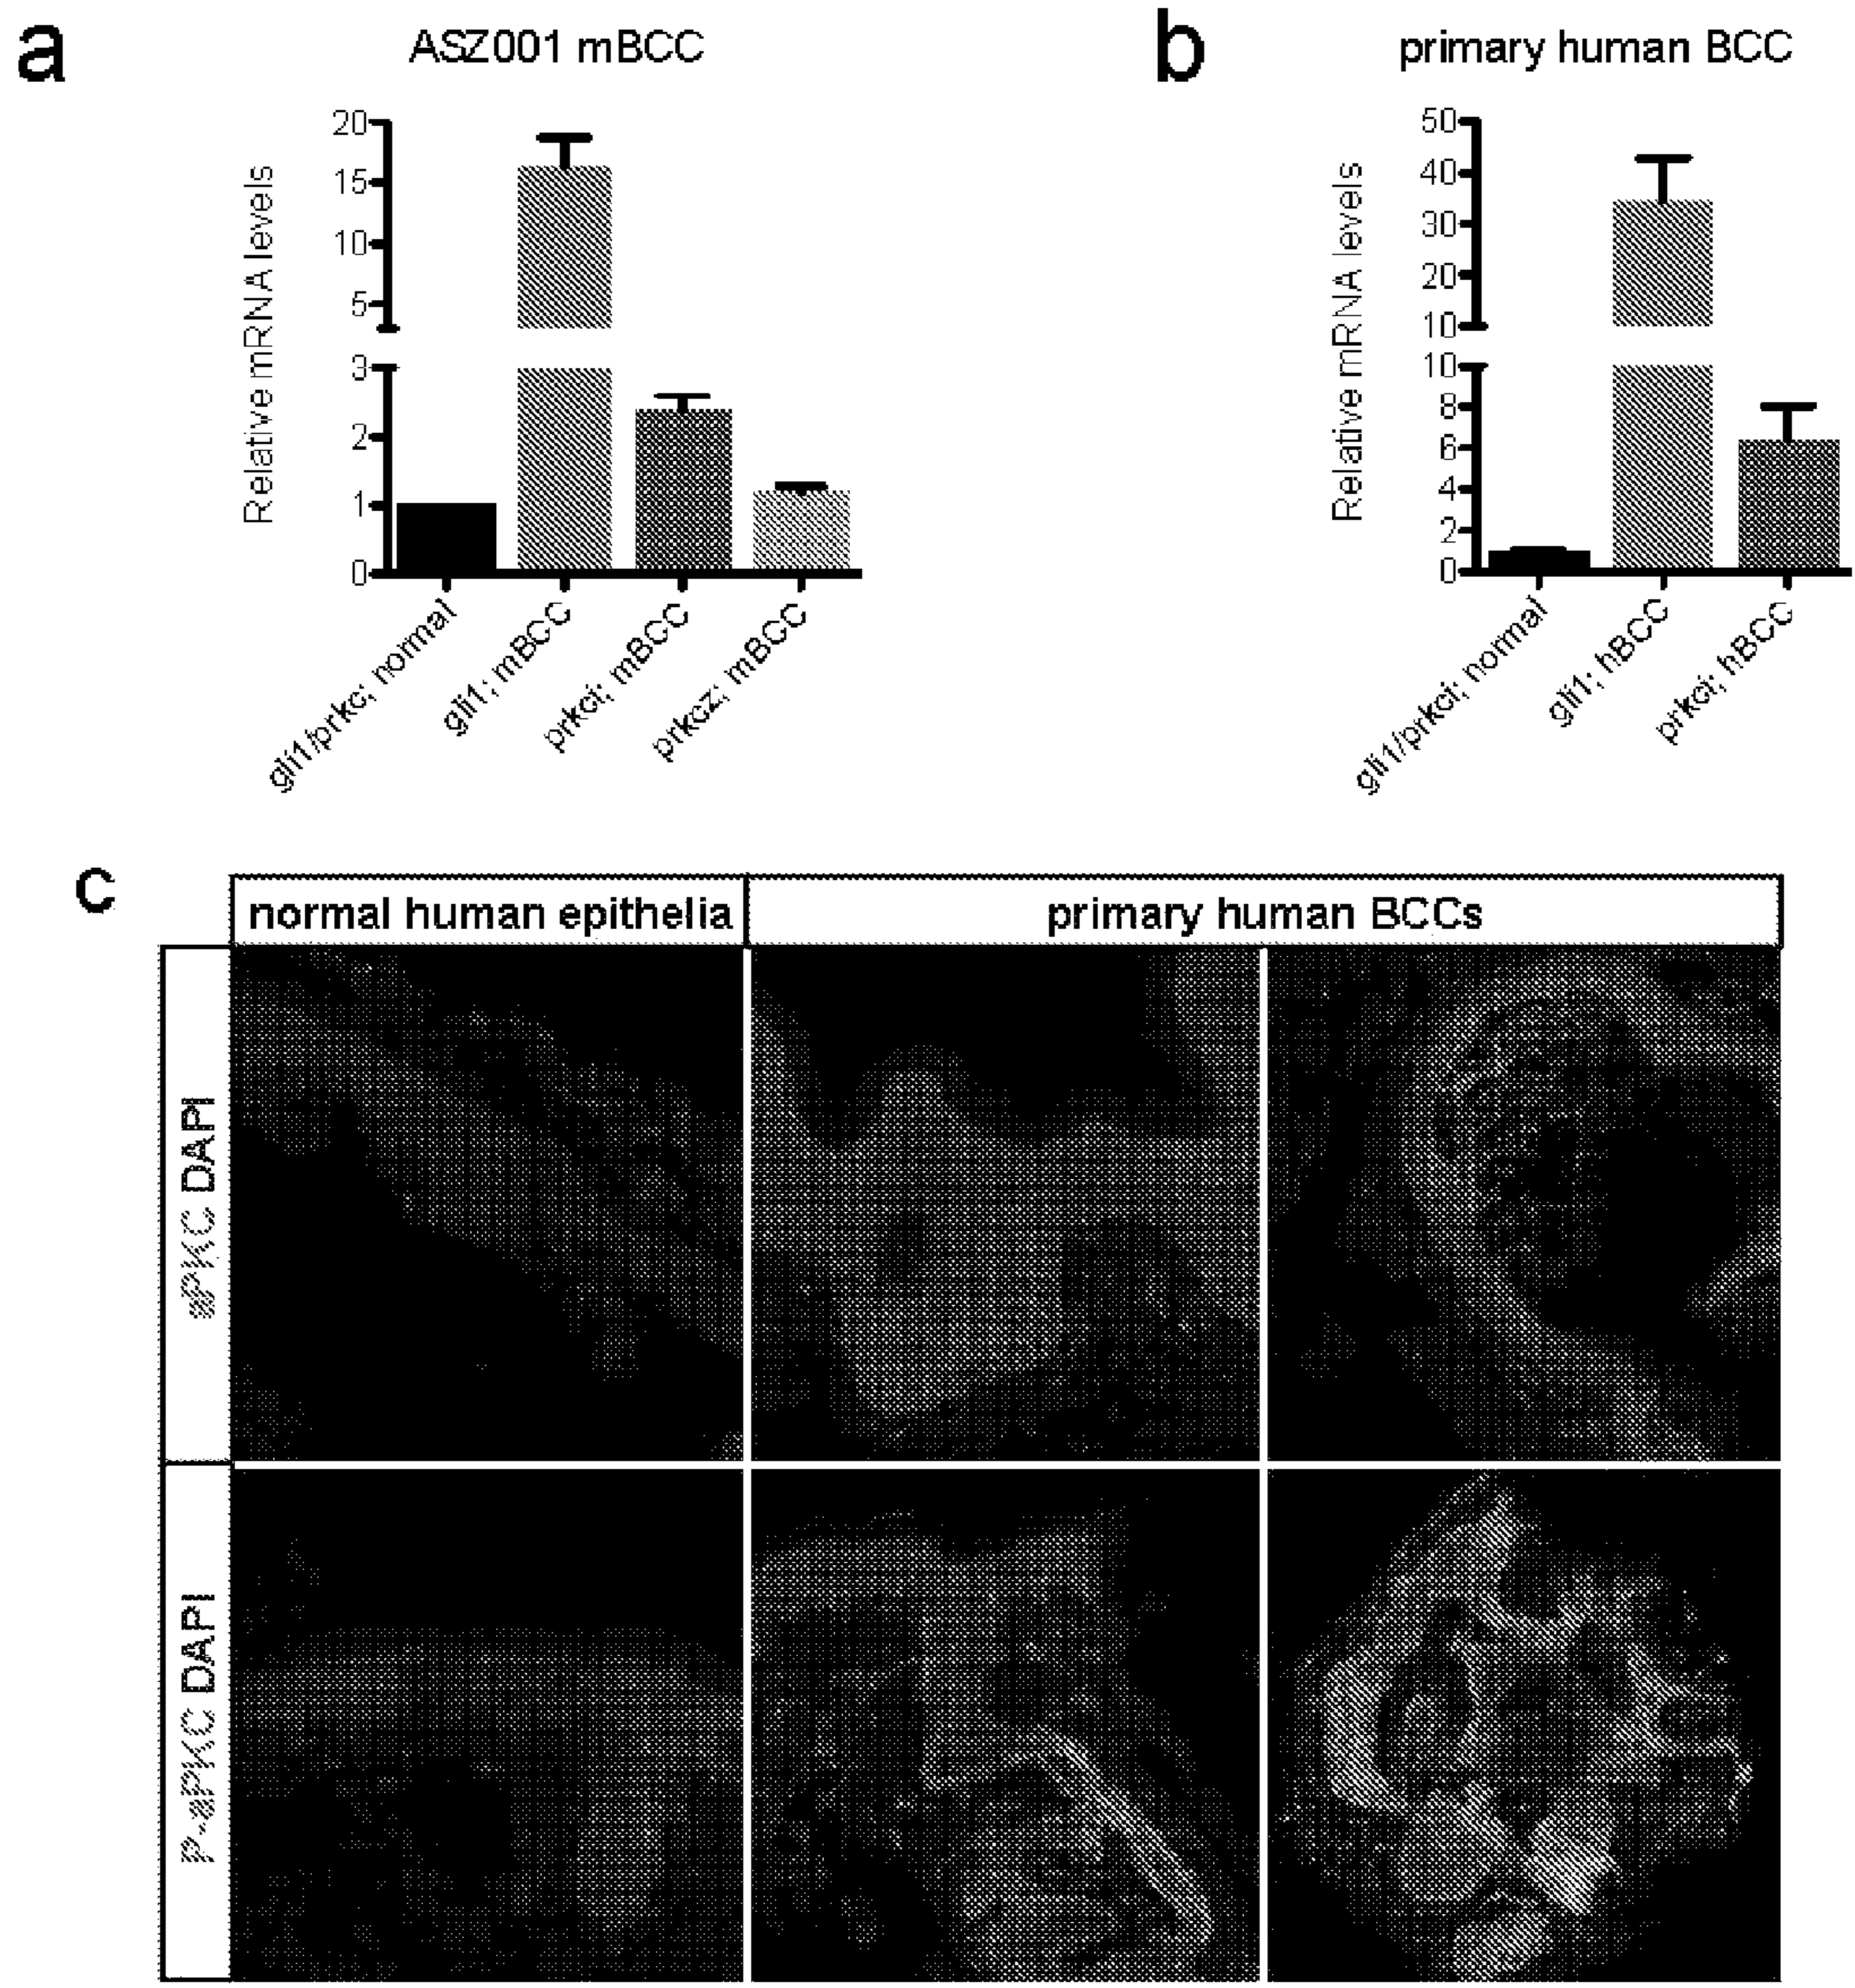 a
ASZ001 mBCC
Relative mRNA levels
20
15
10
5
3
2
1
0
gli1/prkc; normal
gli1; mBCC
prkci; mBCC
prkcz; mBCC
b
primary human BCC
Relative mRNA levels
50
40
30
20
10
10
8
6
4
2
0
gli1/prkci; normal
gli1; hBCC
prkci; hBCC
c
normal human epithelia
primary human BCCs
aPKC DAPI
P-aPKC DAPI